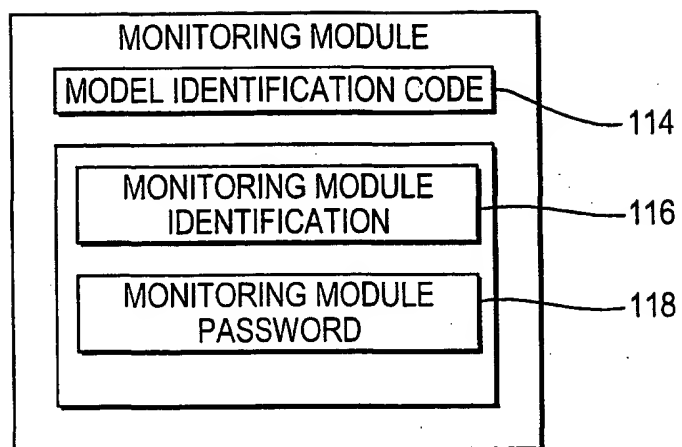 MONITORING MODULE
MODEL IDENTIFICATION CODE
114
MONITORING MODULE
IDENTIFICATION
116
MONITORING MODULE
PASSWORD
118